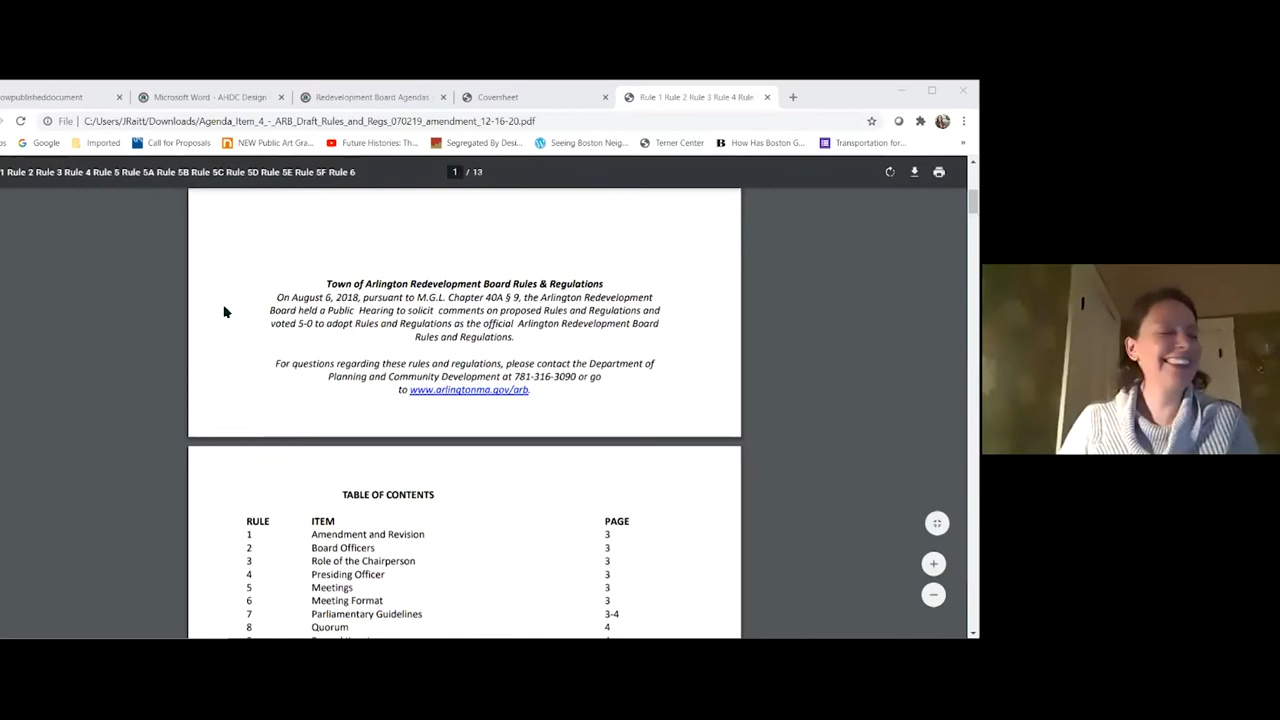 owpublisheddocument
Microsoft Word - AHDC Design
Redevelopment Board Agendas
Coversheet
Rule 1 Rule 2 Rule 3 Rule 4 Rule
File
C:/Users/JRaitt/Downloads/Agenda_Item_4_-_ARB_Draft_Rules_and_Regs_070219_amendment_12-16-20.pdf
Google
Imported
Call for Proposals
NEW Public Art Gra...
Future Histories: Th...
Segregated By Desi...
Seeing Boston Neig...
Terner Center
How Has Boston G...
Transportation for...
1 Rule 2 Rule 3 Rule 4 Rule 5 Rule 5A Rule 5B Rule 5C Rule 5D Rule 5E Rule 5F Rule 6
1 / 13
Town of Arlington Redevelopment Board Rules & Regulations
On August 6, 2018, pursuant to M.G.L. Chapter 40A § 9, the Arlington Redevelopment
Board held a Public Hearing to solicit comments on proposed Rules and Regulations and
voted 5-0 to adopt Rules and Regulations as the official Arlington Redevelopment Board
Rules and Regulations.
For questions regarding these rules and regulations, please contact the Department of
Planning and Community Development at 781-316-3090 or go
to www.arlingtonma.gov/arb.
TABLE OF CONTENTS
RULE ITEM PAGE
1 Amendment and Revision 3
2 Board Officers 3
3 Role of the Chairperson 3
4 Presiding Officer 3
5 Meetings 3
6 Meeting Format 3
7 Parliamentary Guidelines 3-4
8 Quorum 4